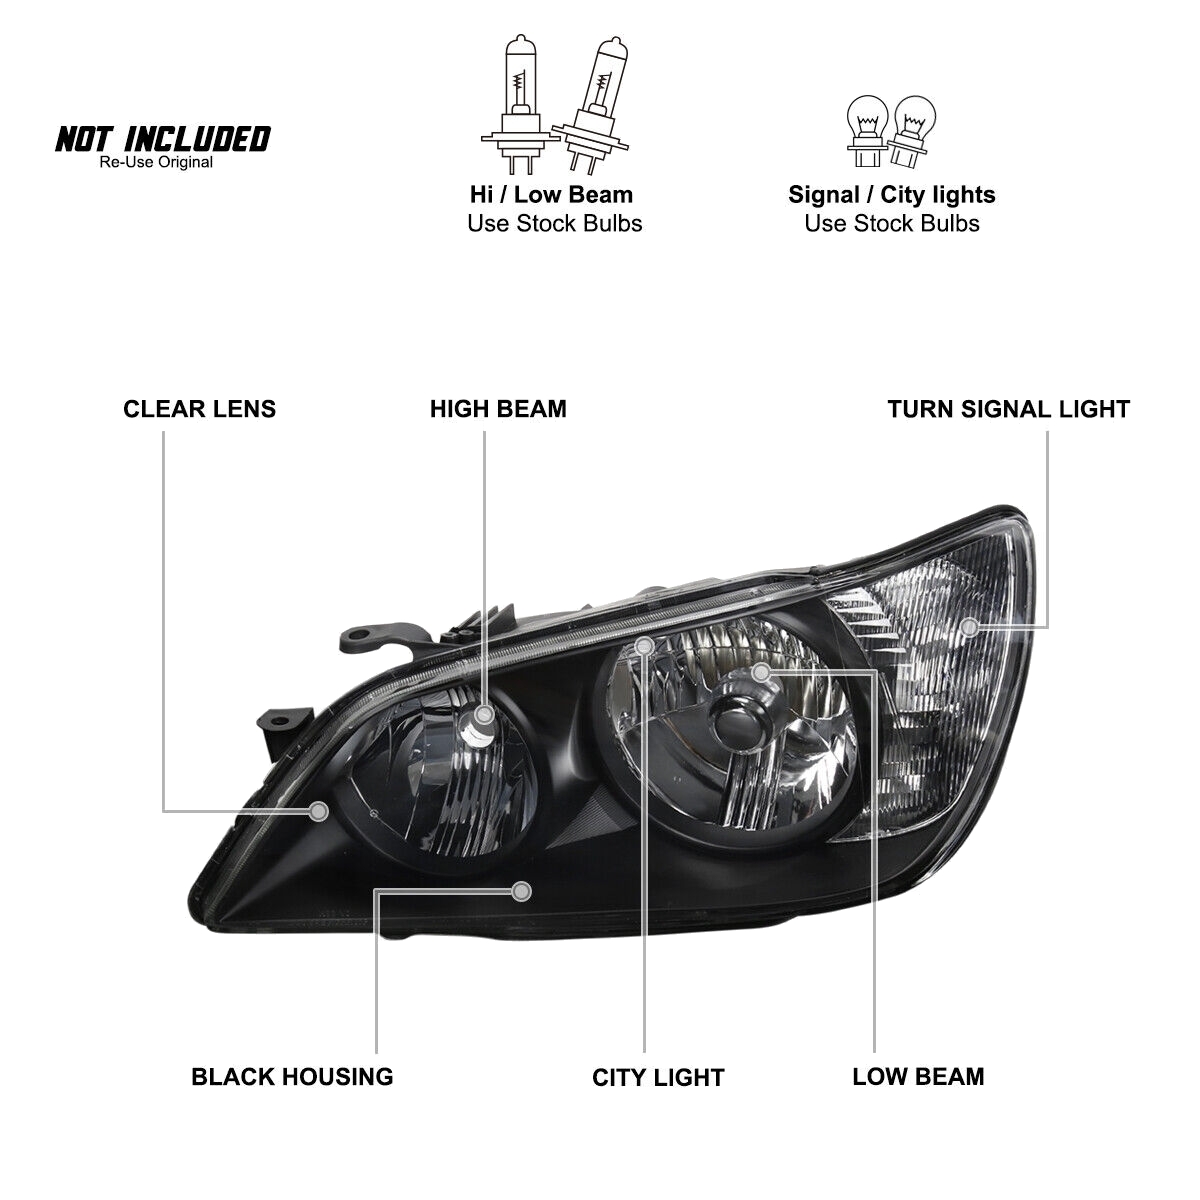 NOT INCLUDED
Re-Use Original
Hi / Low Beam
Use Stock Bulbs
Signal / City lights
Use Stock Bulbs
CLEAR LENS
HIGH BEAM
TURN SIGNAL LIGHT
BLACK HOUSING
CITY LIGHT
LOW BEAM